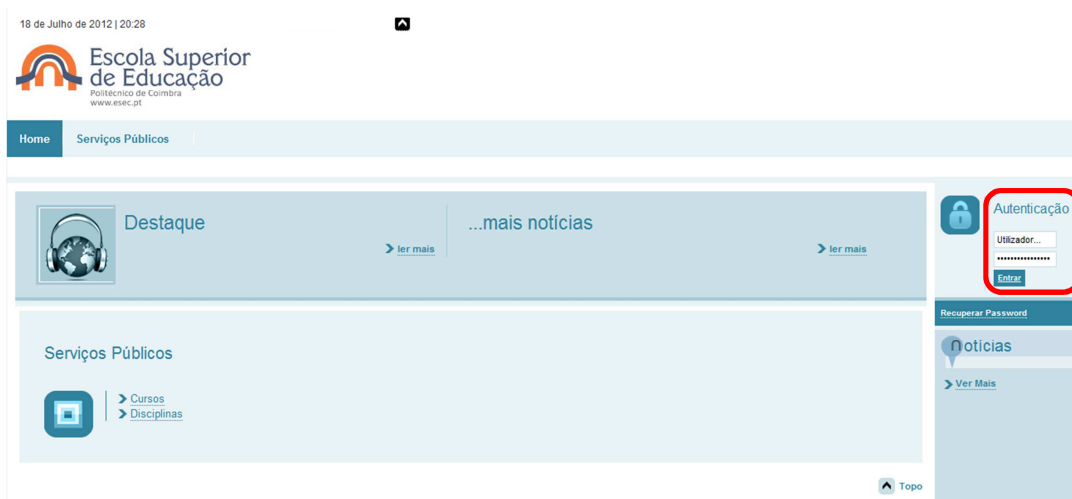 18 de Julho de 2012 | 20:28
Escola Superior
de Educação
Politécnico de Coimbra
www.esec.pt
Home Serviços Públicos
Destaque
ler mais
...mais notícias
ler mais
Autenticação
Utilizador...
Entrar
Recuperar Password
noticias
Ver Mais
Serviços Públicos
Cursos
Disciplinas
Topo